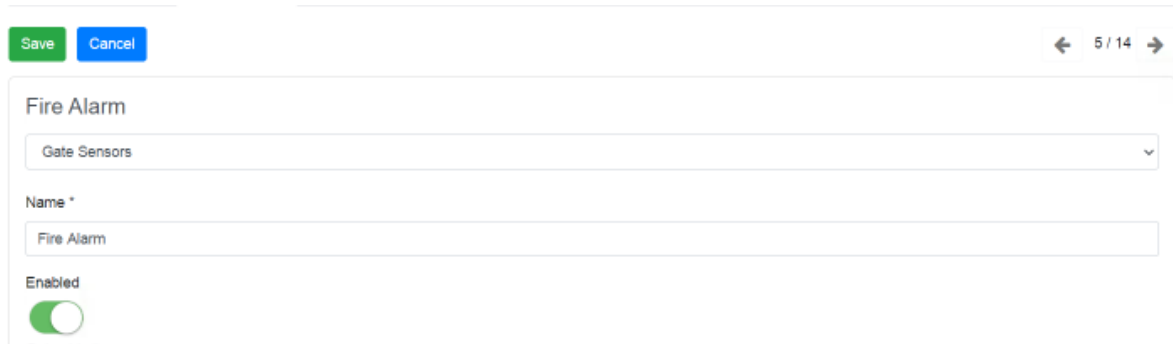 Save Cancel 5 / 14
Fire Alarm
Gate Sensors
Name *
Fire Alarm
Enabled